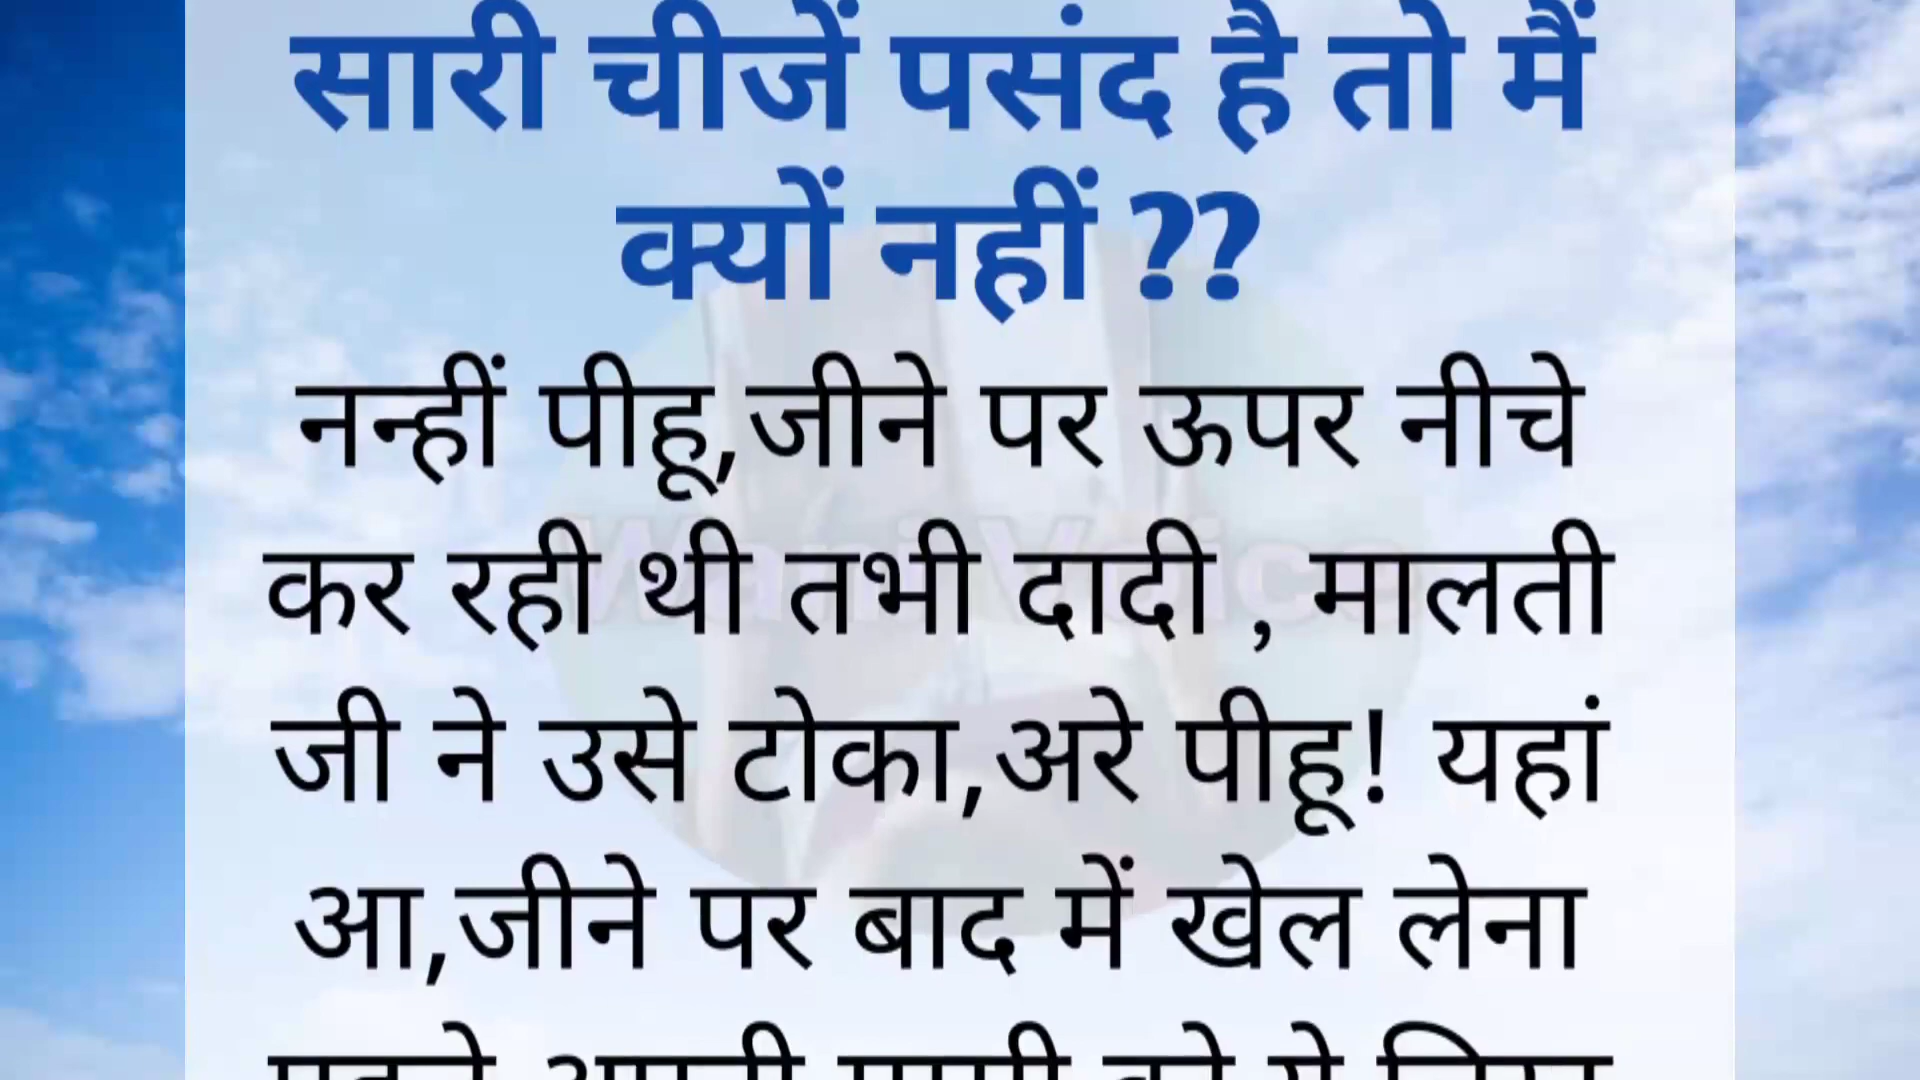 सारी चीजें पसंद है तो मैं
क्यों नहीं ??
नन्हीं पीहू,जीने पर ऊपर नीचे
कर रही थी तभी दादी , मालती
जी ने उसे टोका,अरे पीहू! यहां
आ,जीने पर बाद में खेल लेना